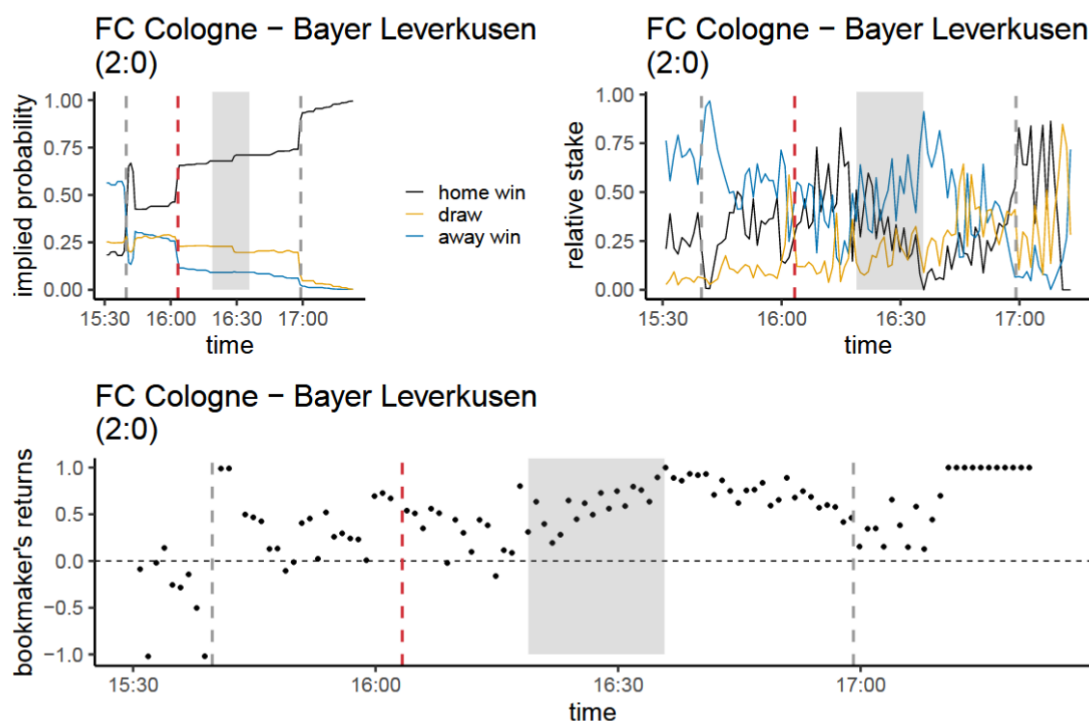 FC Cologne − Bayer Leverkusen
(2:0)
implied probability
1.00
0.75
0.50
0.25
0.00
15:30
16:00
16:30
17:00
time
home win
draw
away win
FC Cologne − Bayer Leverkusen
(2:0)
relative stake
1.00
0.75
0.50
0.25
0.00
15:30
16:00
16:30
17:00
time
FC Cologne − Bayer Leverkusen
(2:0)
bookmaker's returns
1.0
0.5
0.0
−0.5
−1.0
15:30
16:00
16:30
17:00
time